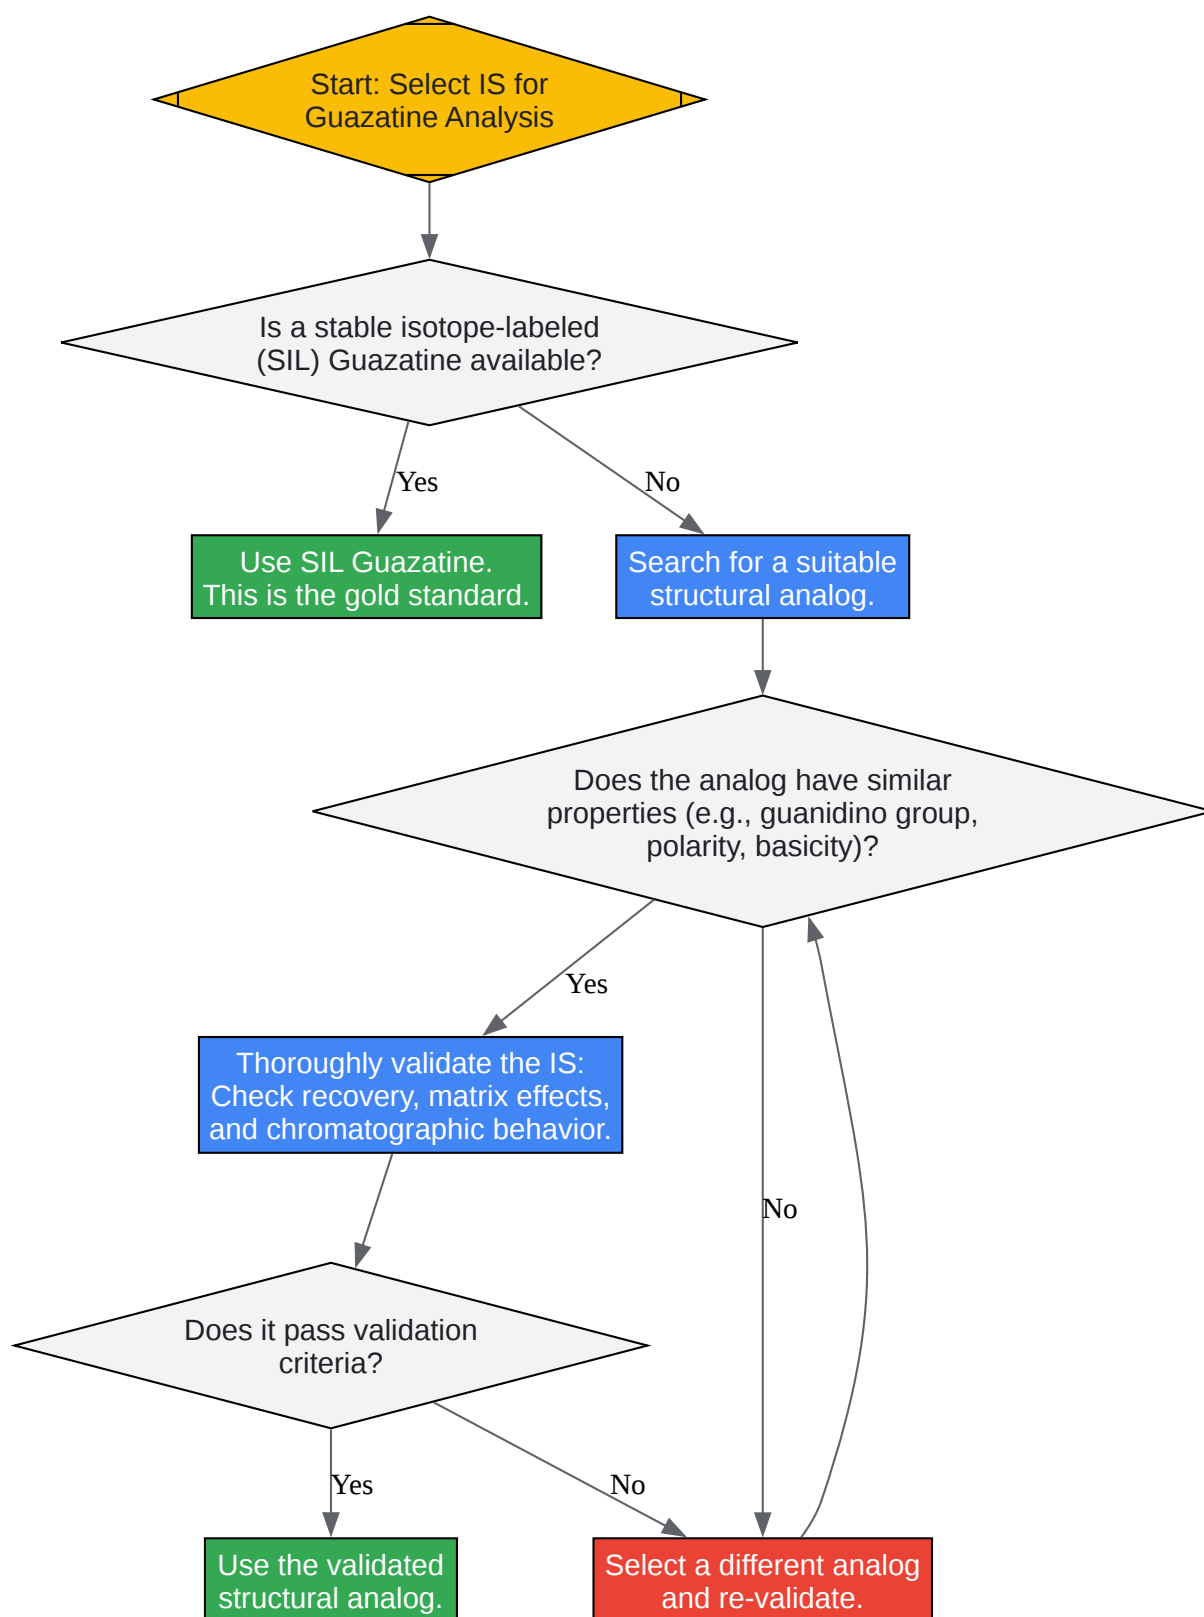 Start: Select IS for
Guazatine Analysis
Is a stable isotope-labeled
(SIL) Guazatine available?
Yes
No
Use SIL Guazatine.
This is the gold standard.
Search for a suitable
structural analog.
Does the analog have similar
properties (e.g., guanidino group,
polarity, basicity)?
Yes
Thoroughly validate the IS:
Check recovery, matrix effects,
and chromatographic behavior.
No
Does it pass validation
criteria?
Yes
No
Use the validated
structural analog.
Select a different analog
and re-validate.